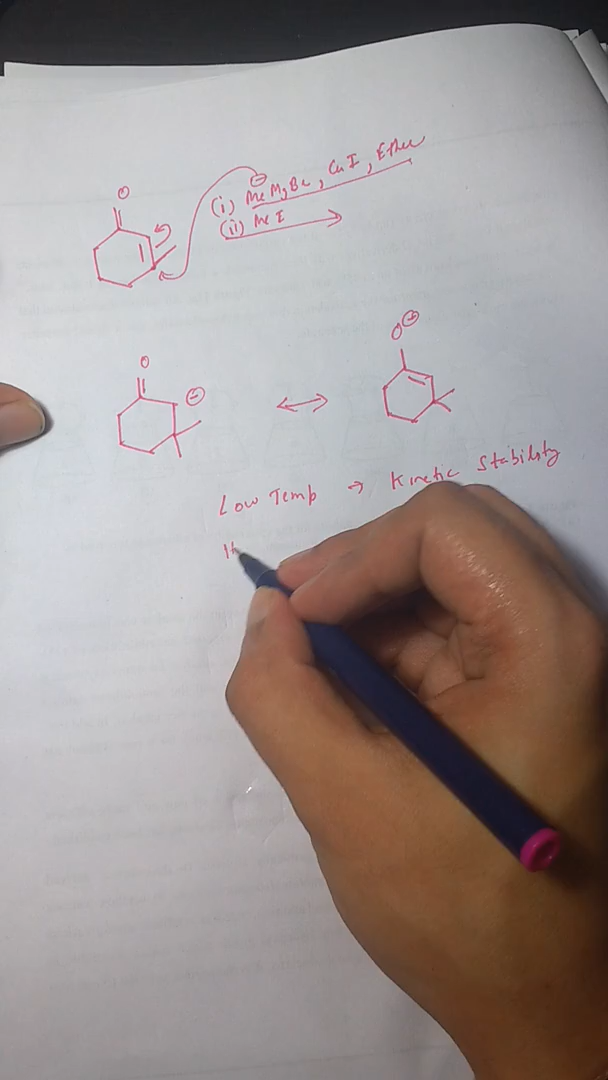 O
⊖
(i) MeMgBr, CuI, Ether
(ii) MeI
O
⊖
O⊖
Low Temp → Kinetic Stability
H